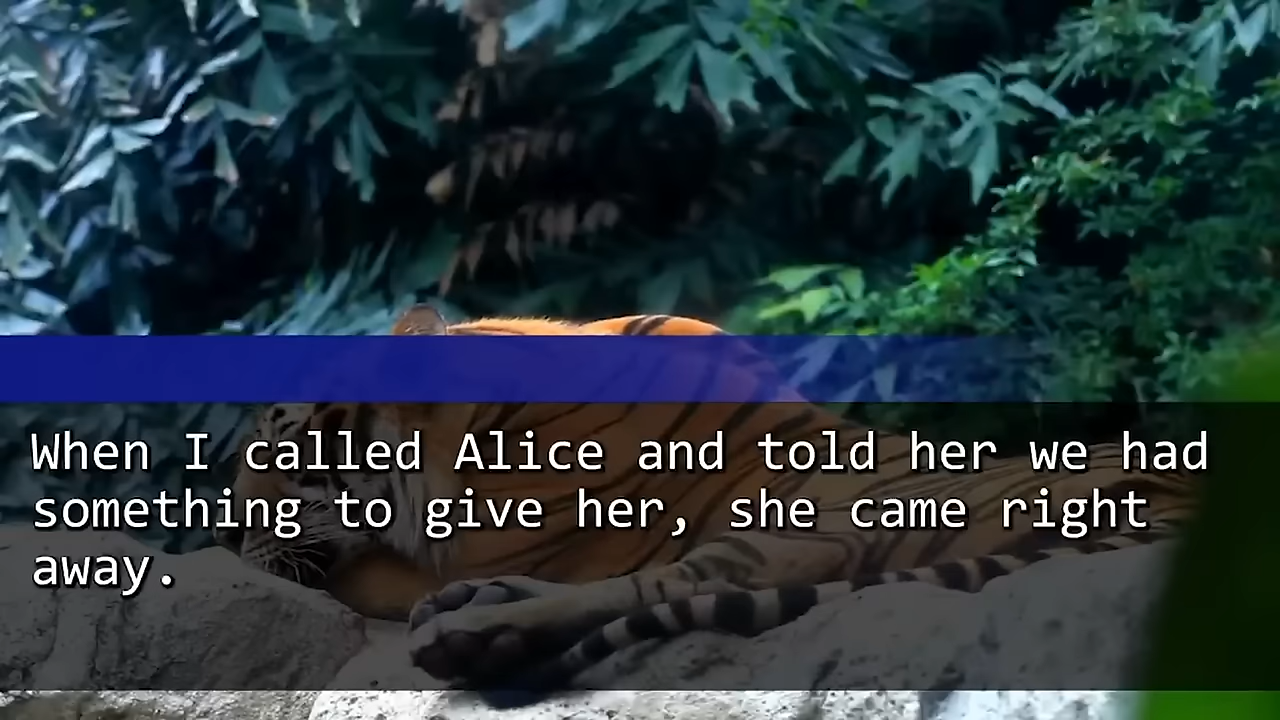 When I called Alice and told her we had
something to give her, she came right
away.